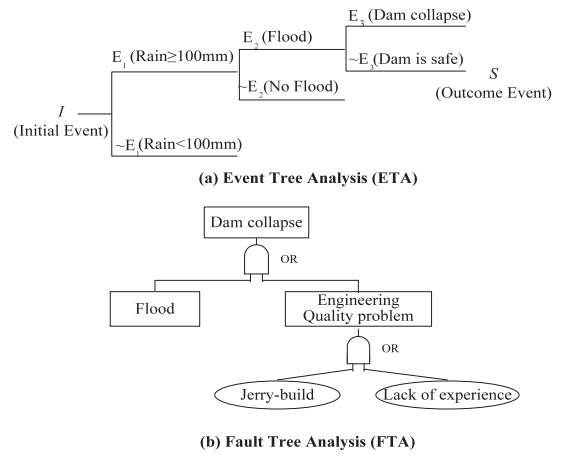 E3 (Dam collapse)
E2 (Flood)
E1 (Rain≥100mm)
~E3(Dam is safe)
S
(Outcome Event)
~E2(No Flood)
I
(Initial Event)
~E1(Rain<100mm)
(a) Event Tree Analysis (ETA)
Dam collapse
OR
Flood
Engineering
Quality problem
OR
Jerry-build
Lack of experience
(b) Fault Tree Analysis (FTA)